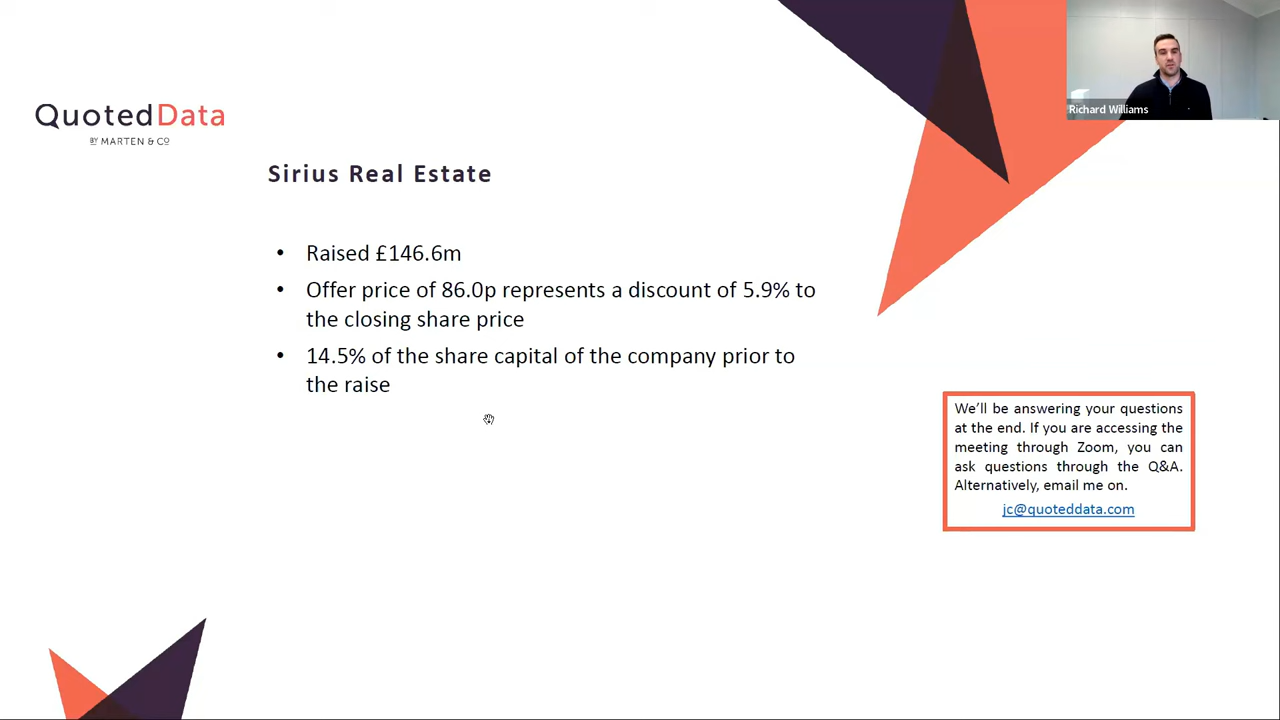 QuotedData
BY MARTEN & CO
Richard Williams
Sirius Real Estate
• Raised £146.6m
• Offer price of 86.0p represents a discount of 5.9% to
the closing share price
• 14.5% of the share capital of the company prior to
the raise
We'll be answering your questions
at the end. If you are accessing the
meeting through Zoom, you can
ask questions through the Q&A.
Alternatively, email me on.
jc@quoteddata.com